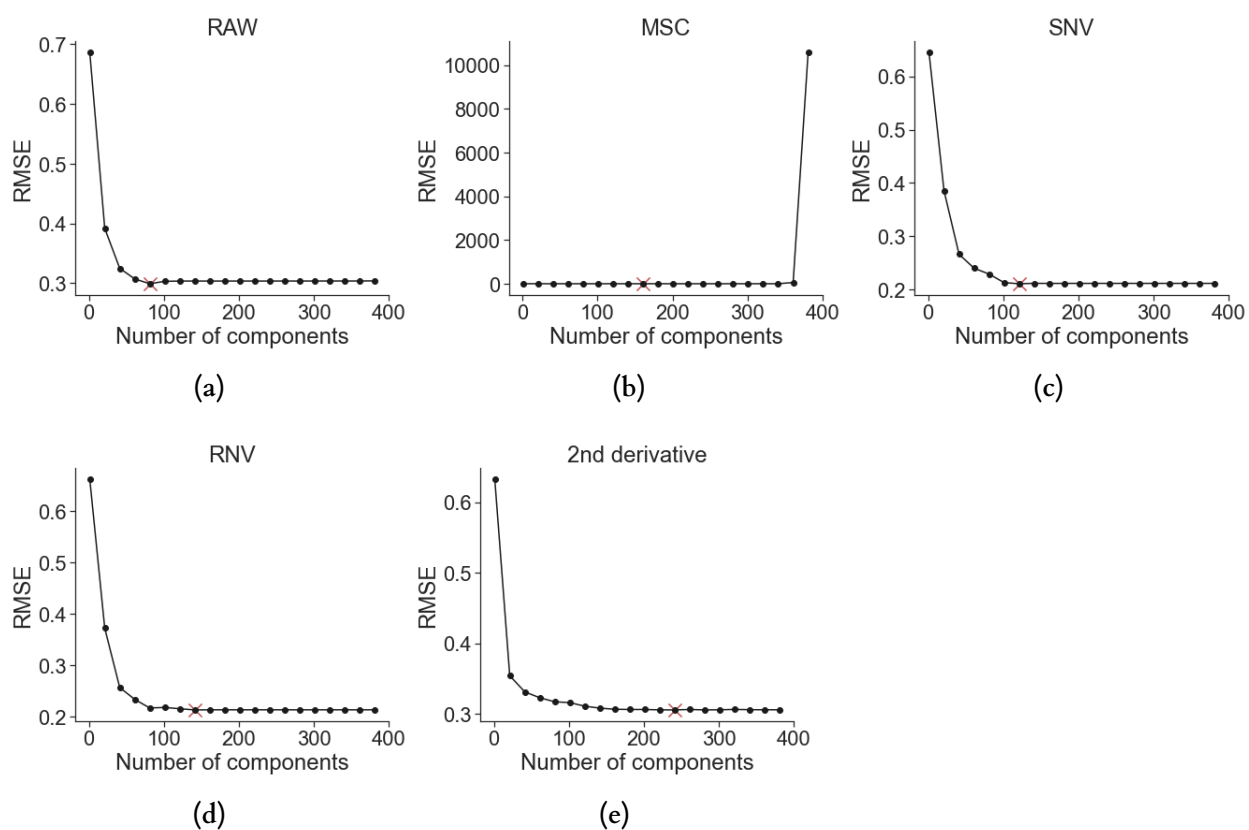 RAW
RMSE
0.7
0.6
0.5
0.4
0.3
0 100 200 300 400
Number of components
(a)
MSC
RMSE
10000
8000
6000
4000
2000
0
0 100 200 300 400
Number of components
(b)
SNV
RMSE
0.6
0.5
0.4
0.3
0.2
0 100 200 300 400
Number of components
(c)
RNV
RMSE
0.6
0.5
0.4
0.3
0.2
0 100 200 300 400
Number of components
(d)
2nd derivative
RMSE
0.6
0.5
0.4
0.3
0 100 200 300 400
Number of components
(e)